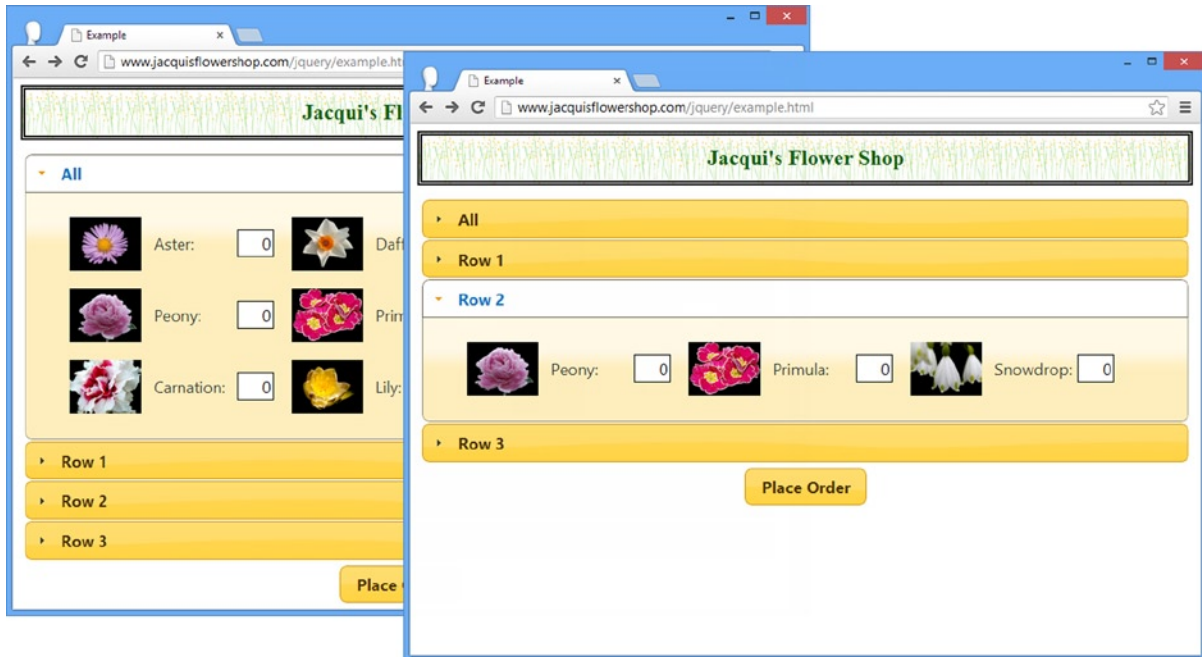 Example
www.jacquisflowershop.com/jquery/example.ht
Jacqui's Fl
All
Aster: 0 Daff
Peony: 0 Prim
Carnation: 0 Lily:
Row 1
Row 2
Row 3
Place
Example
www.jacquisflowershop.com/jquery/example.html
Jacqui's Flower Shop
All
Row 1
Row 2
Peony: 0 Primula: 0 Snowdrop: 0
Row 3
Place Order